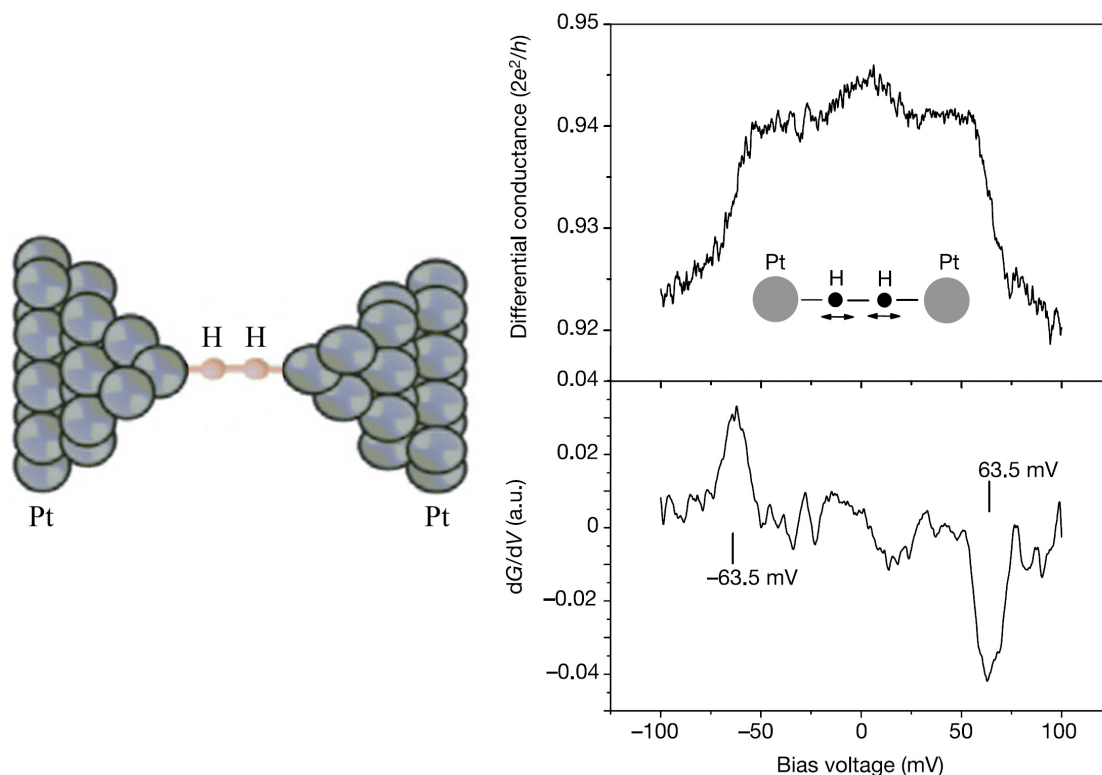 H H
Pt Pt
Differential conductance (2e²/h)
0.95
0.94
0.93
0.92
0.04
Pt H H Pt
dG/dV (a.u.)
0.02
0
−0.02
−0.04
63.5 mV
−63.5 mV
−100 −50 0 50 100
Bias voltage (mV)